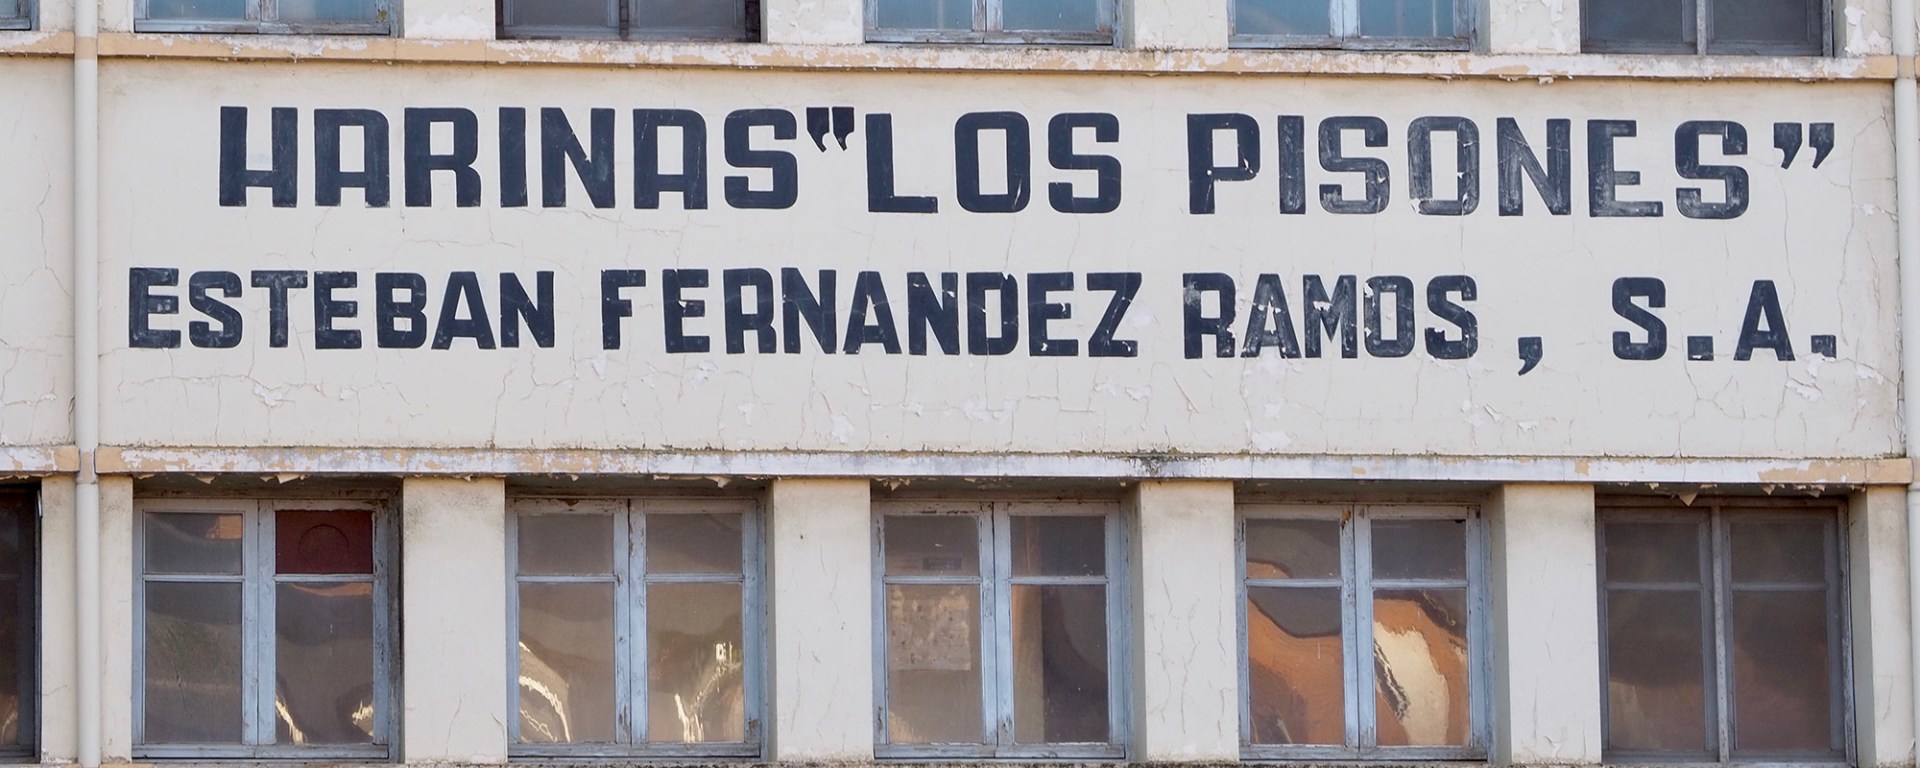 HARINAS "LOS PISONES"
ESTEBAN FERNANDEZ RAMOS, S.A.